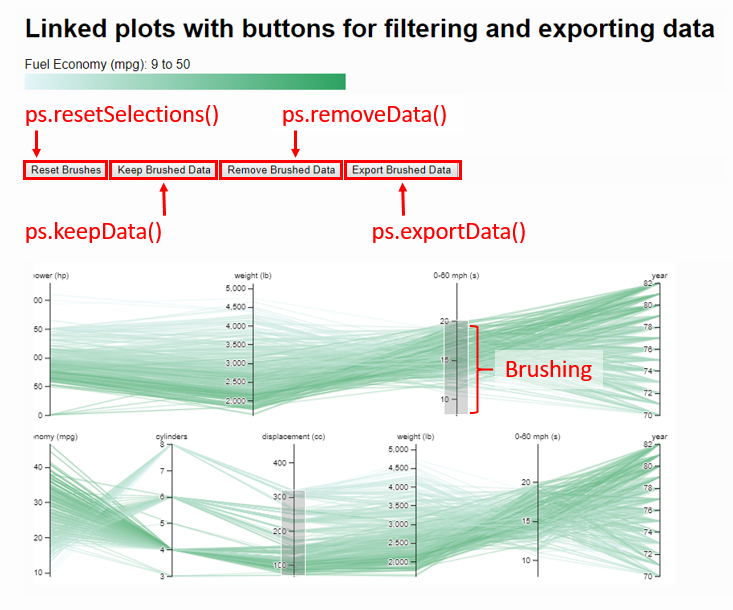 Linked plots with buttons for filtering and exporting data
Fuel Economy (mpg): 9 to 50
ps.resetSelections()
ps.removeData()
Reset Brushes
Keep Brushed Data
Remove Brushed Data
Export Brushed Data
ps.keepData()
ps.exportData()
ower (hp)
weight (lb)
0-60 mph (s)
year
00
50
00
50
0
5,000
4,500
4,000
3,500
3,000
2,500
2,000
20
15
10
82
80
78
76
74
72
70
Brushing
nomy (mpg)
cylinders
displacement (cc)
weight (lb)
0-60 mph (s)
year
40
30
20
10
8
7
6
5
4
3
400
300
200
100
5,000
4,500
4,000
3,500
3,000
2,500
2,000
20
15
10
82
80
78
76
74
72
70